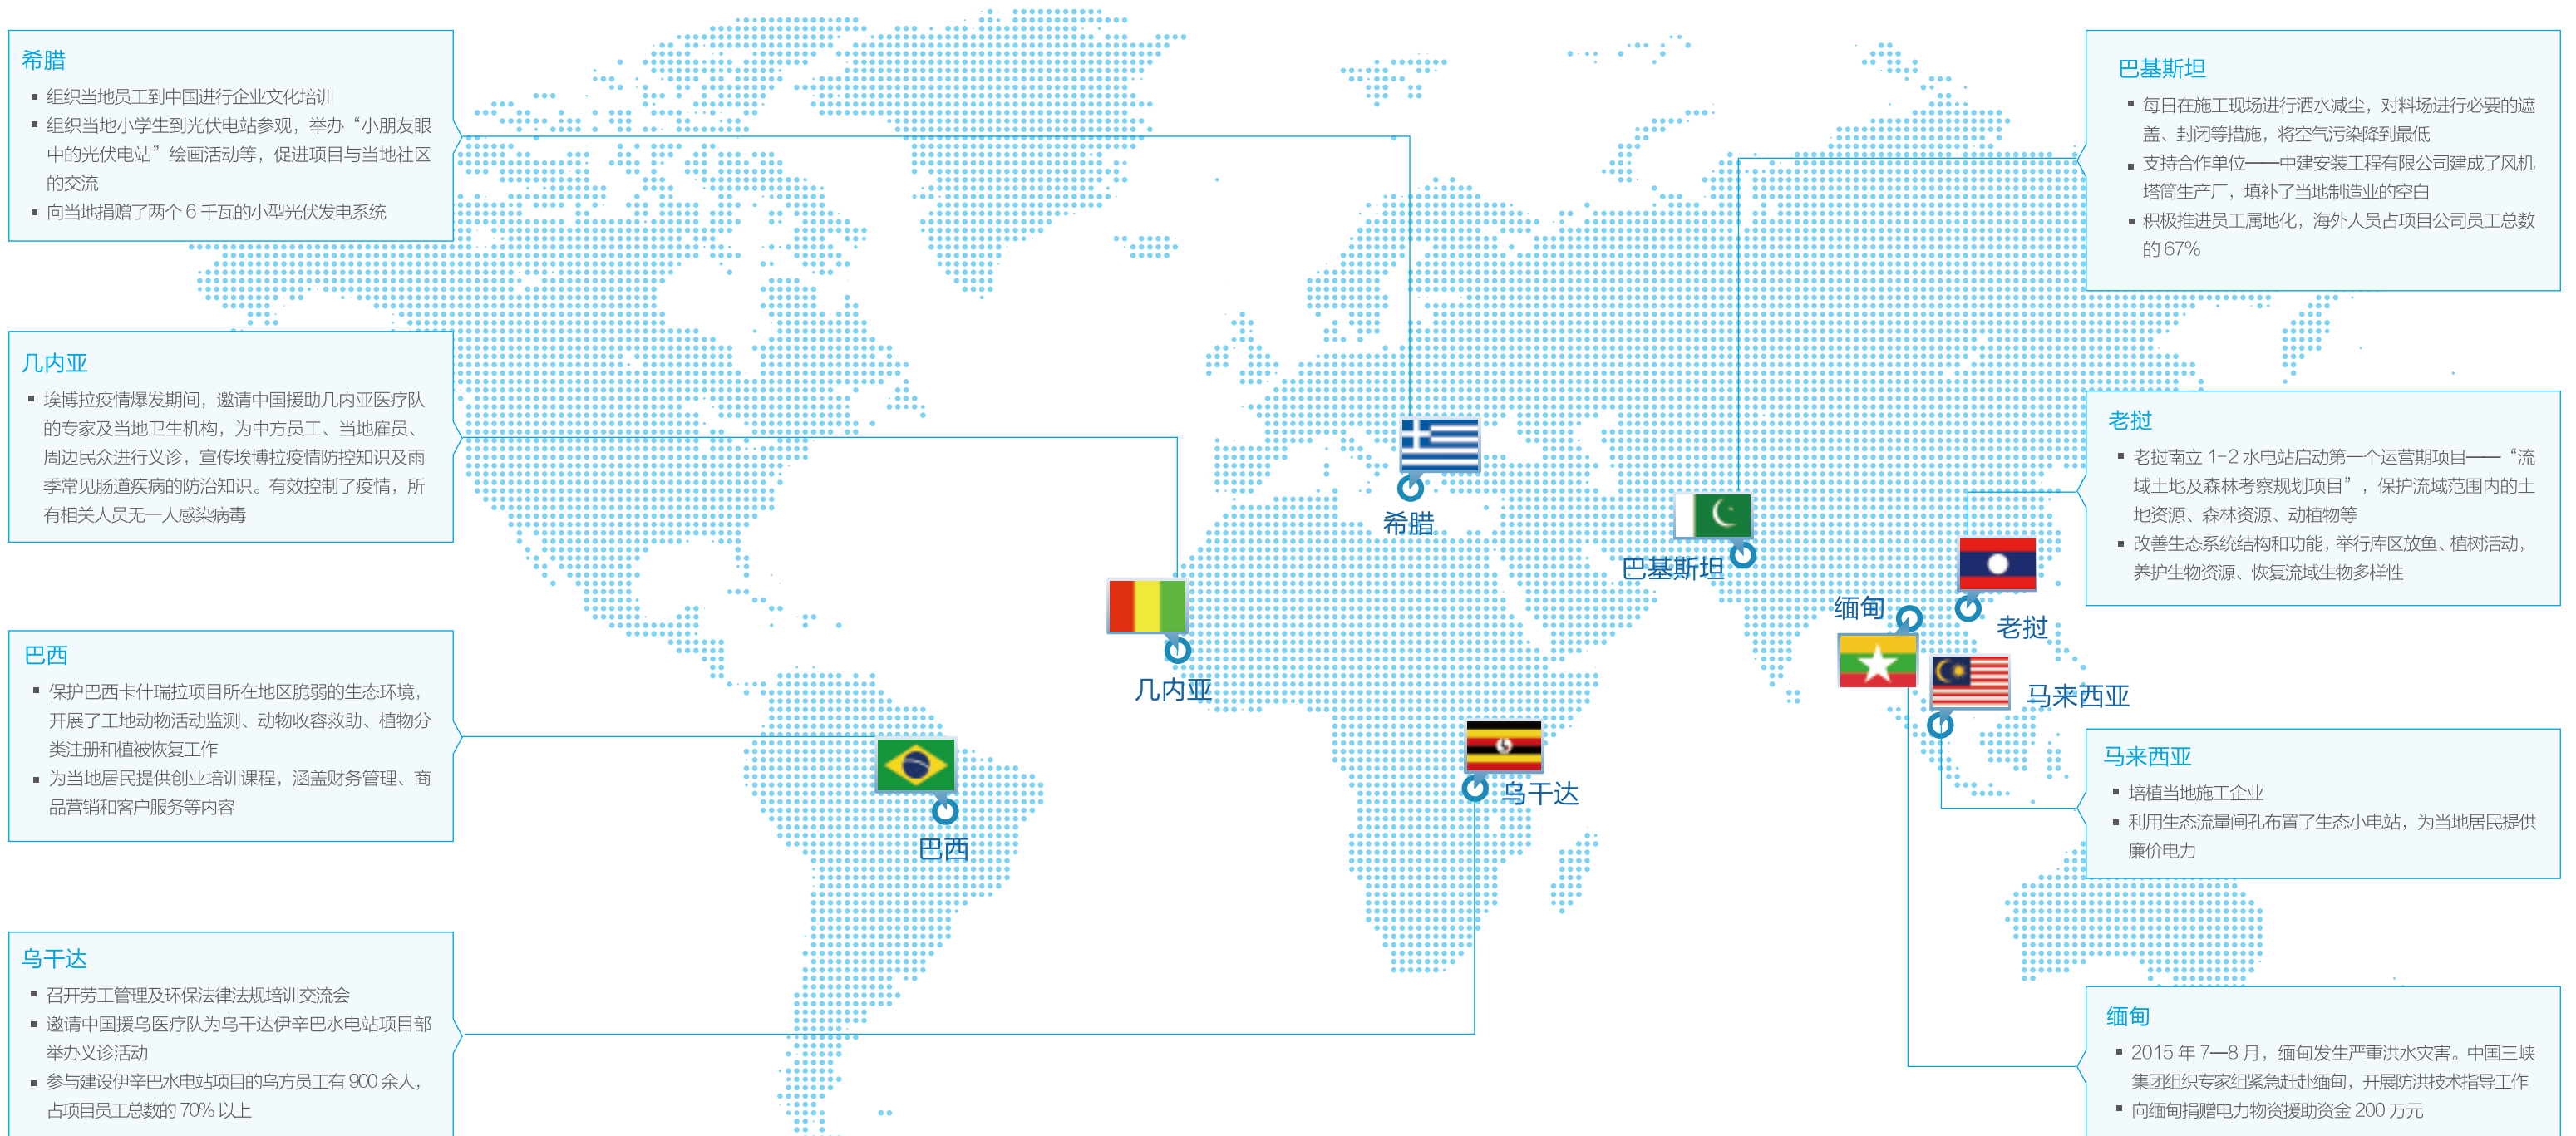 希腊
▪ 组织当地员工到中国进行企业文化培训
▪ 组织当地小学生到光伏电站参观，举办“小朋友眼
中的光伏电站”绘画活动等，促进项目与当地社区
的交流
▪ 向当地捐赠了两个 6 千瓦的小型光伏发电系统
几内亚
▪ 埃博拉疫情爆发期间，邀请中国援助几内亚医疗队
的专家及当地卫生机构，为中方员工、当地雇员、
周边民众进行义诊，宣传埃博拉疫情防控知识及雨
季常见肠道疾病的防治知识。有效控制了疫情，所
有相关人员无一人感染病毒
巴西
▪ 保护巴西卡什瑞拉项目所在地区脆弱的生态环境，
开展了工地动物活动监测、动物收容救助、植物分
类注册和植被恢复工作
▪ 为当地居民提供创业培训课程，涵盖财务管理、商
品营销和客户服务等内容
乌干达
▪ 召开劳工管理及环保法律法规培训交流会
▪ 邀请中国援乌医疗队为乌干达伊辛巴水电站项目部
举办义诊活动
▪ 参与建设伊辛巴水电站项目的乌方员工有 900 余人，
占项目员工总数的 70% 以上
希腊
巴基斯坦
缅甸
老挝
几内亚
马来西亚
乌干达
巴西
巴基斯坦
▪ 每日在施工现场进行洒水减尘，对料场进行必要的遮
盖、封闭等措施，将空气污染降到最低
▪ 支持合作单位——中建安装工程有限公司建成了风机
塔筒生产厂，填补了当地制造业的空白
▪ 积极推进员工属地化，海外人员占项目公司员工总数
的 67%
老挝
▪ 老挝南立 1-2 水电站启动第一个运营期项目——“流
域土地及森林考察规划项目”，保护流域范围内的土
地资源、森林资源、动植物等
▪ 改善生态系统结构和功能，举行库区放鱼、植树活动，
养护生物资源、恢复流域生物多样性
马来西亚
▪ 培植当地施工企业
▪ 利用生态流量闸孔布置了生态小电站，为当地居民提供
廉价电力
缅甸
▪ 2015 年 7—8 月，缅甸发生严重洪水灾害。中国三峡
集团组织专家组紧急赶赴缅甸，开展防洪技术指导工作
▪ 向缅甸捐赠电力物资援助资金 200 万元